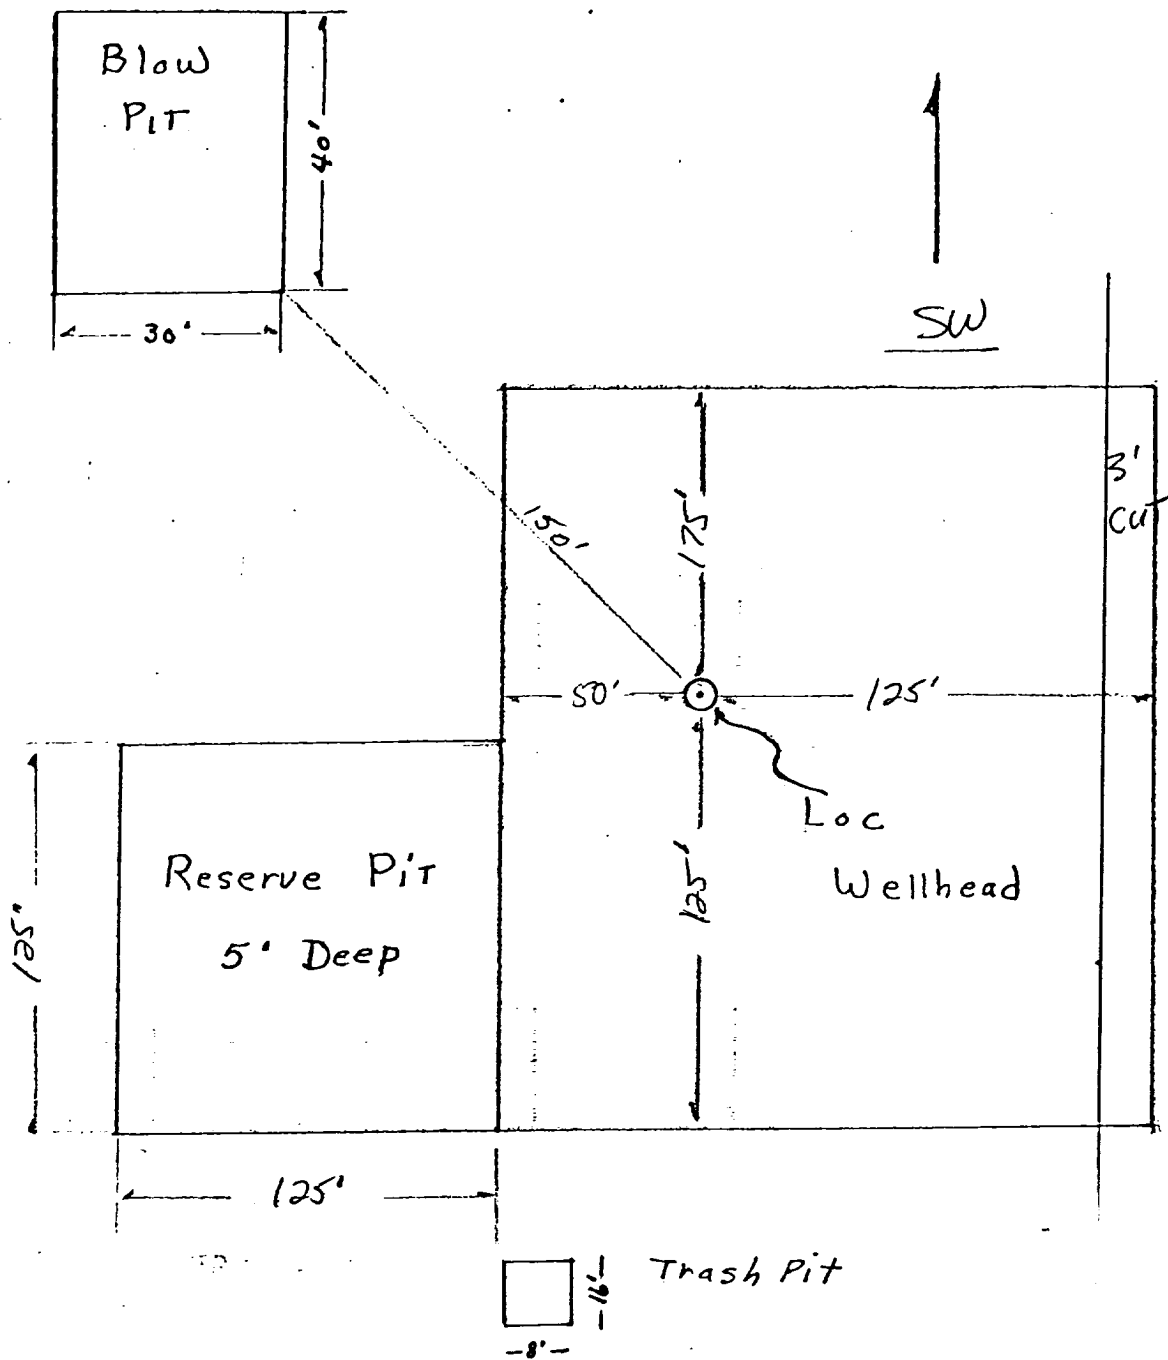 Blow
PIT
40'
30'
SW
3'
CUT
150'
175'
50'
125'
Loc
Wellhead
125'
Reserve PiT
5' Deep
125'
125'
Trash Pit
16'
8'